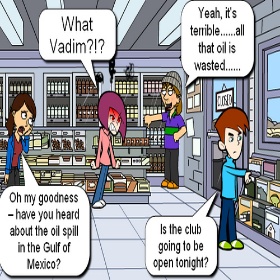 What
Vadim?!?
Yeah, it's
terrible......all
that oil is
wasted......
CLOSED
Oh my goodness
– have you heard
about the oil spill
in the Gulf of
Mexico?
Is the club
going to be
open tonight?